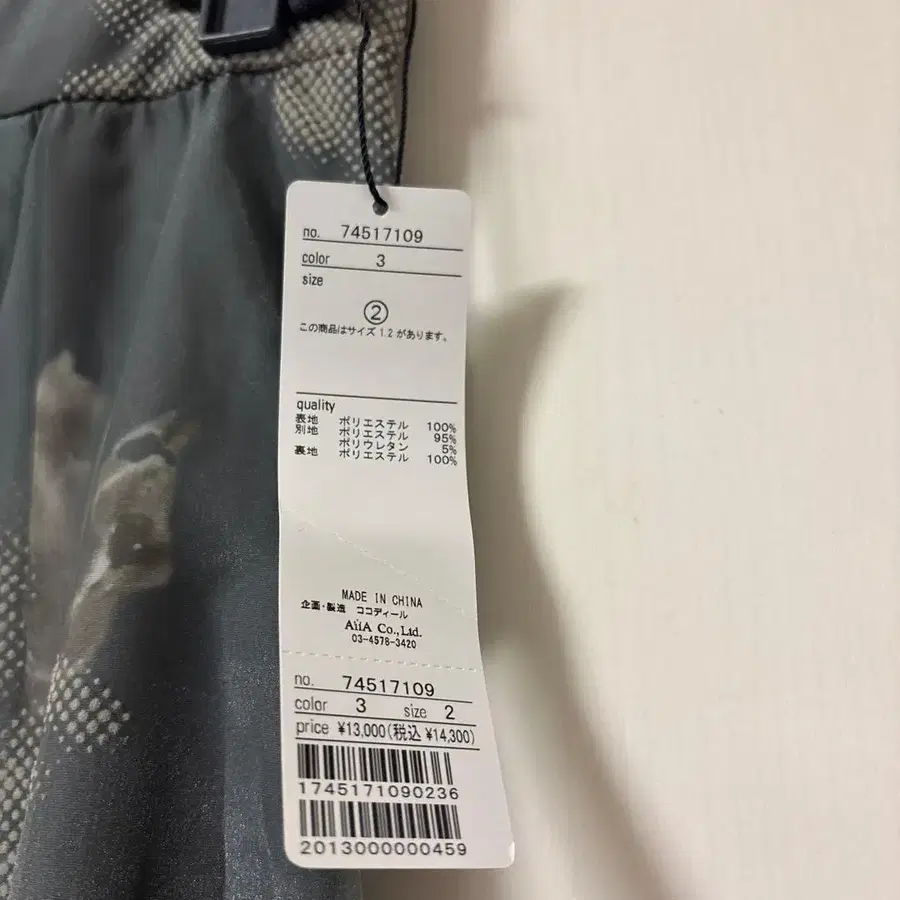 no. 74517109
color 3
size
②
この商品はサイズ 1.2 があります。
quality
表地 ポリエステル 100%
別地 ポリエステル 95%
ポリウレタン 5%
裏地 ポリエステル 100%
MADE IN CHINA
企画・製造 ココディール
AiiA Co.,Ltd.
03-4578-3420
no. 74517109
color 3 size 2
price ¥13,000(税込 ¥14,300)
1745171090236
2013000000459